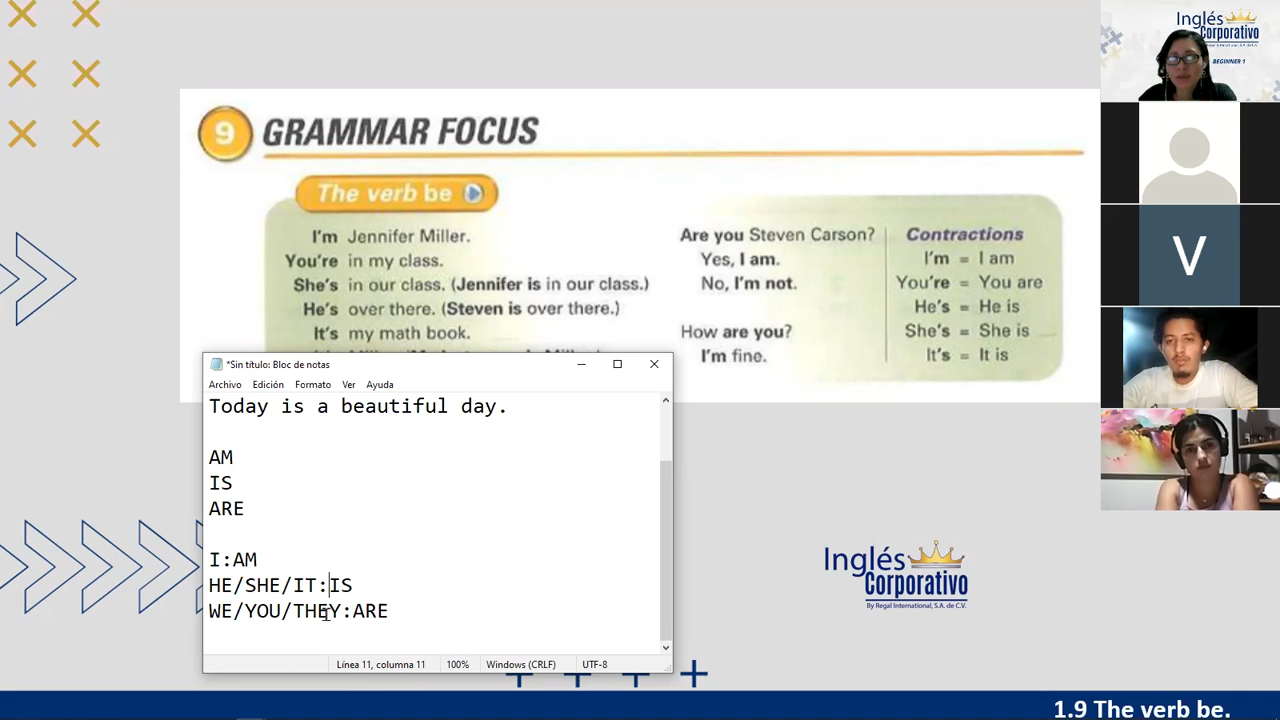 9 GRAMMAR FOCUS
The verb be
I'm Jennifer Miller.
You're in my class.
She's in our class. (Jennifer is in our class.)
He's over there. (Steven is over there.)
It's my math book.
Are you Steven Carson?
Yes, I am.
No, I'm not.
How are you?
I'm fine.
Contractions
I'm = I am
You're = You are
He's = He is
She's = She is
It's = It is
*Sin título: Bloc de notas
Archivo Edición Formato Ver Ayuda
Today is a beautiful day.
AM
IS
ARE
I:AM
HE/SHE/IT:IS
WE/YOU/THEY:ARE
Línea 11, columna 11 100% Windows (CRLF) UTF-8
Inglés
Corporativo
By Regal International, S.A. de C.V.
1.9 The verb be.
Inglés
Corporativo
BEGINNER 1
V